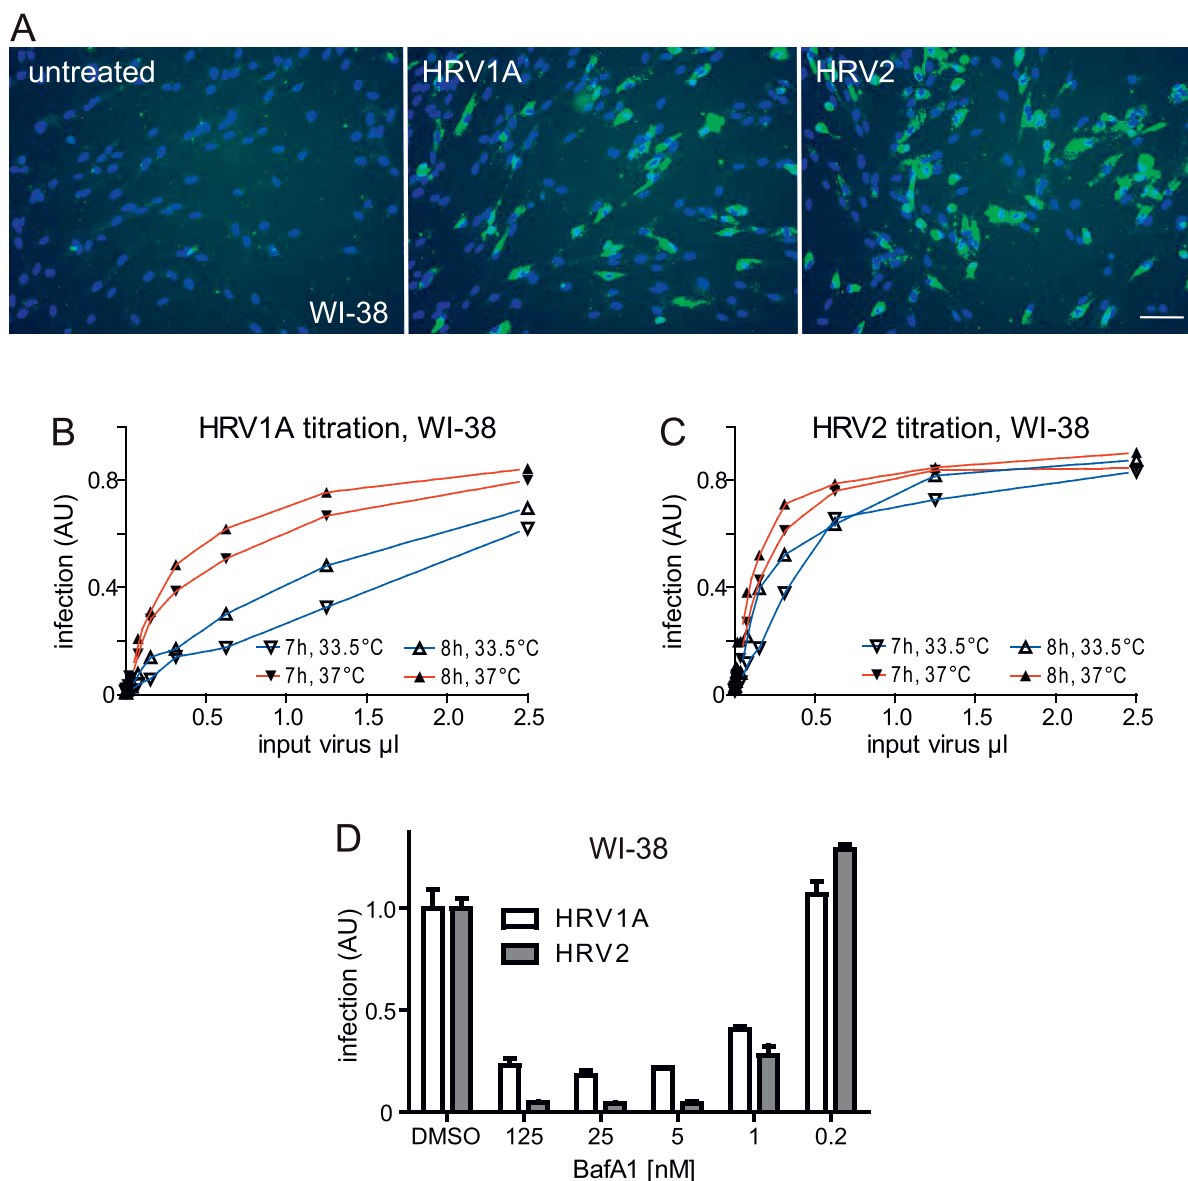 A
untreated
HRV1A
HRV2
WI-38
B
HRV1A titration, WI-38
infection (AU)
0.8
0.4
0
0.5
1.0
1.5
2.0
2.5
input virus µl
7h, 33.5°C
8h, 33.5°C
7h, 37°C
8h, 37°C
C
HRV2 titration, WI-38
infection (AU)
0.8
0.4
0
0.5
1.0
1.5
2.0
2.5
input virus µl
7h, 33.5°C
8h, 33.5°C
7h, 37°C
8h, 37°C
D
WI-38
infection (AU)
1.0
0.5
0
HRV1A
HRV2
DMSO
125
25
5
1
0.2
BafA1 [nM]